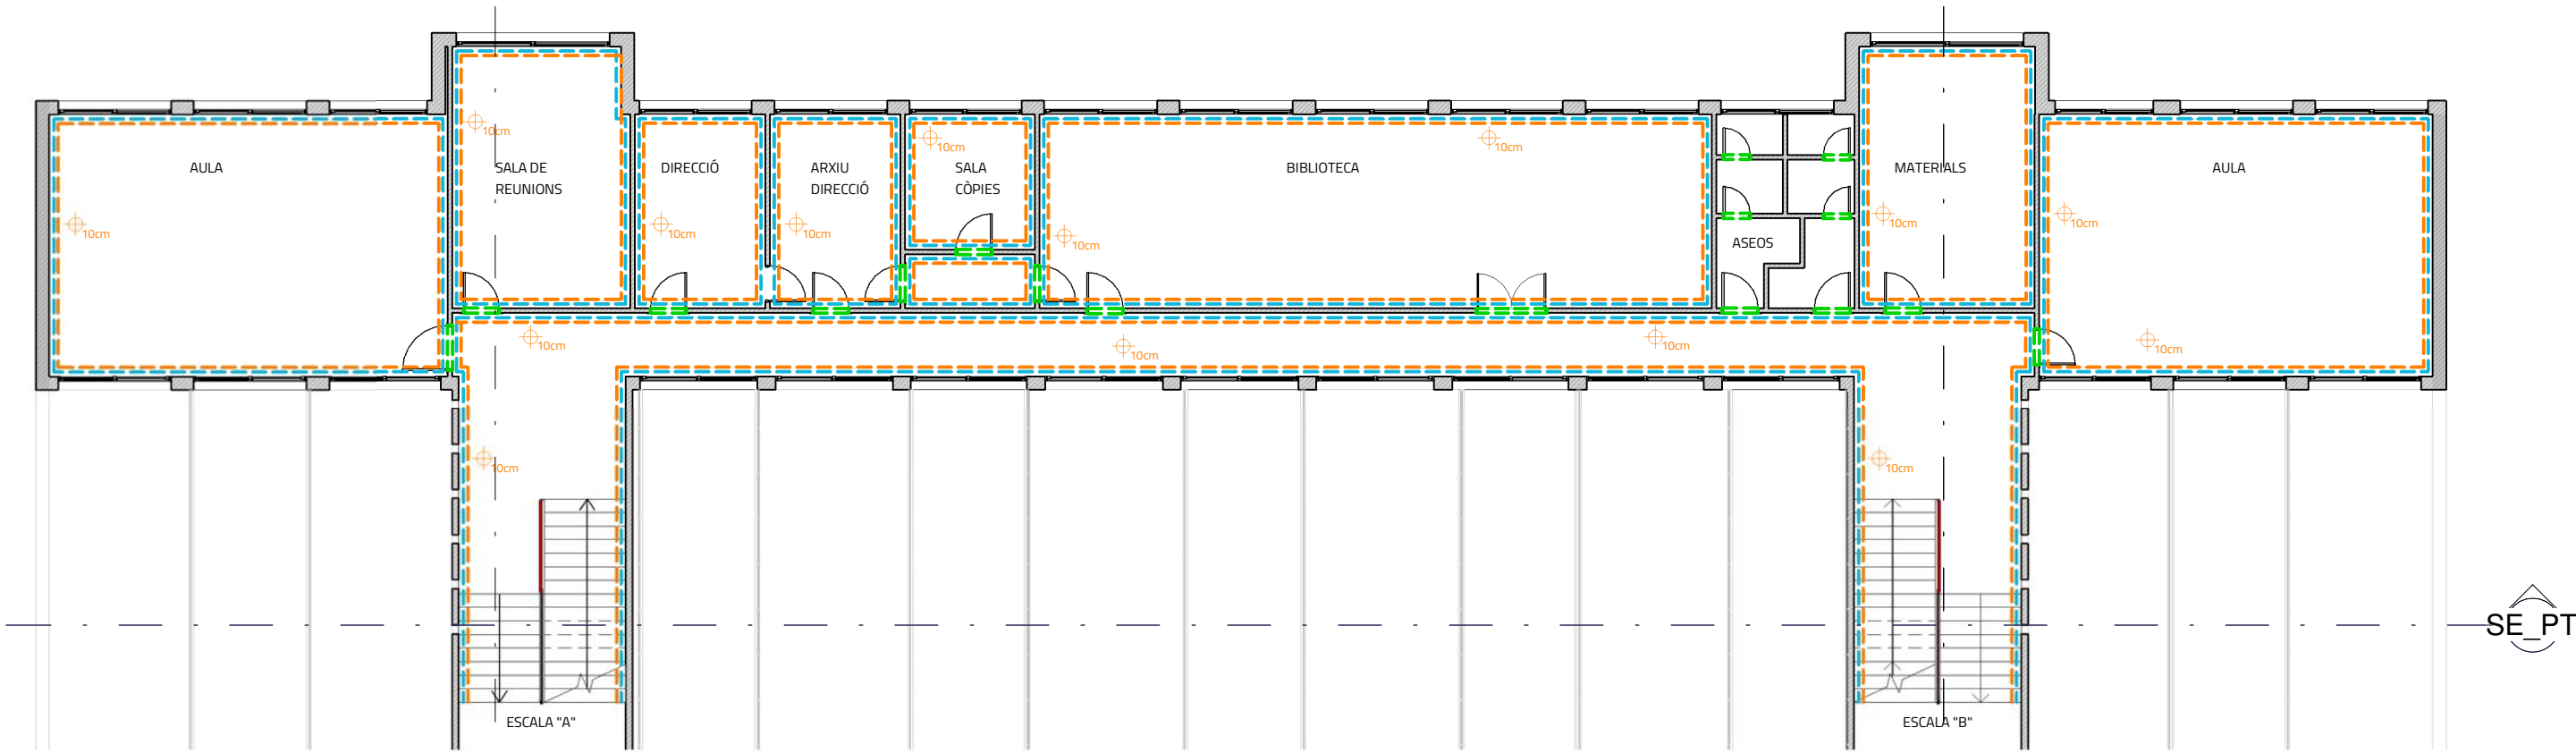 10cm
AULA
SALA DE
REUNIONS
DIRECCIÓ
ARXIU
DIRECCIÓ
10cm
SALA
CÒPIES
BIBLIOTECA
10cm
MATERIALS
AULA
10cm
10cm
10cm
10cm
10cm
ASEOS
10cm
10cm
10cm
10cm
10cm
10cm
10cm
10cm
10cm
ESCALA "A"
ESCALA "B"
SE_PT